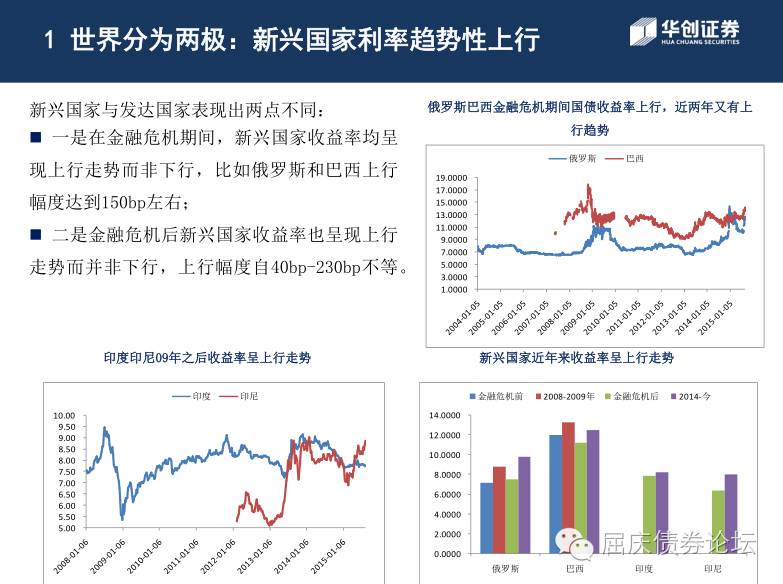 1 世界分为两极：新兴国家利率趋势性上行
华创证券
HUA CHUANG SECURITIES
新兴国家与发达国家表现出两点不同：
■ 一是在金融危机期间，新兴国家收益率均呈
现上行走势而非下行，比如俄罗斯和巴西上行
幅度达到150bp左右；
■ 二是金融危机后新兴国家收益率也呈现上行
走势而并非下行，上行幅度自40bp-230bp不等。
俄罗斯巴西金融危机期间国债收益率上行，近两年又有上
行趋势
俄罗斯 巴西
19.0000
17.0000
15.0000
13.0000
11.0000
9.0000
7.0000
5.0000
3.0000
1.0000
2004-01-05
2005-01-05
2006-01-05
2007-01-05
2008-01-05
2009-01-05
2010-01-05
2011-01-05
2012-01-05
2013-01-05
2014-01-05
2015-01-05
印度印尼09年之后收益率呈上行走势
印度 印尼
10.00
9.50
9.00
8.50
8.00
7.50
7.00
6.50
6.00
5.50
5.00
2008-01-06
2009-01-06
2010-01-06
2011-01-06
2012-01-06
2013-01-06
2014-01-06
2015-01-06
新兴国家近年来收益率呈上行走势
金融危机前 2008-2009年 金融危机后 2014-今
14.0000
12.0000
10.0000
8.0000
6.0000
4.0000
2.0000
0.0000
俄罗斯 巴西 印度 印尼
屈庆债券论坛